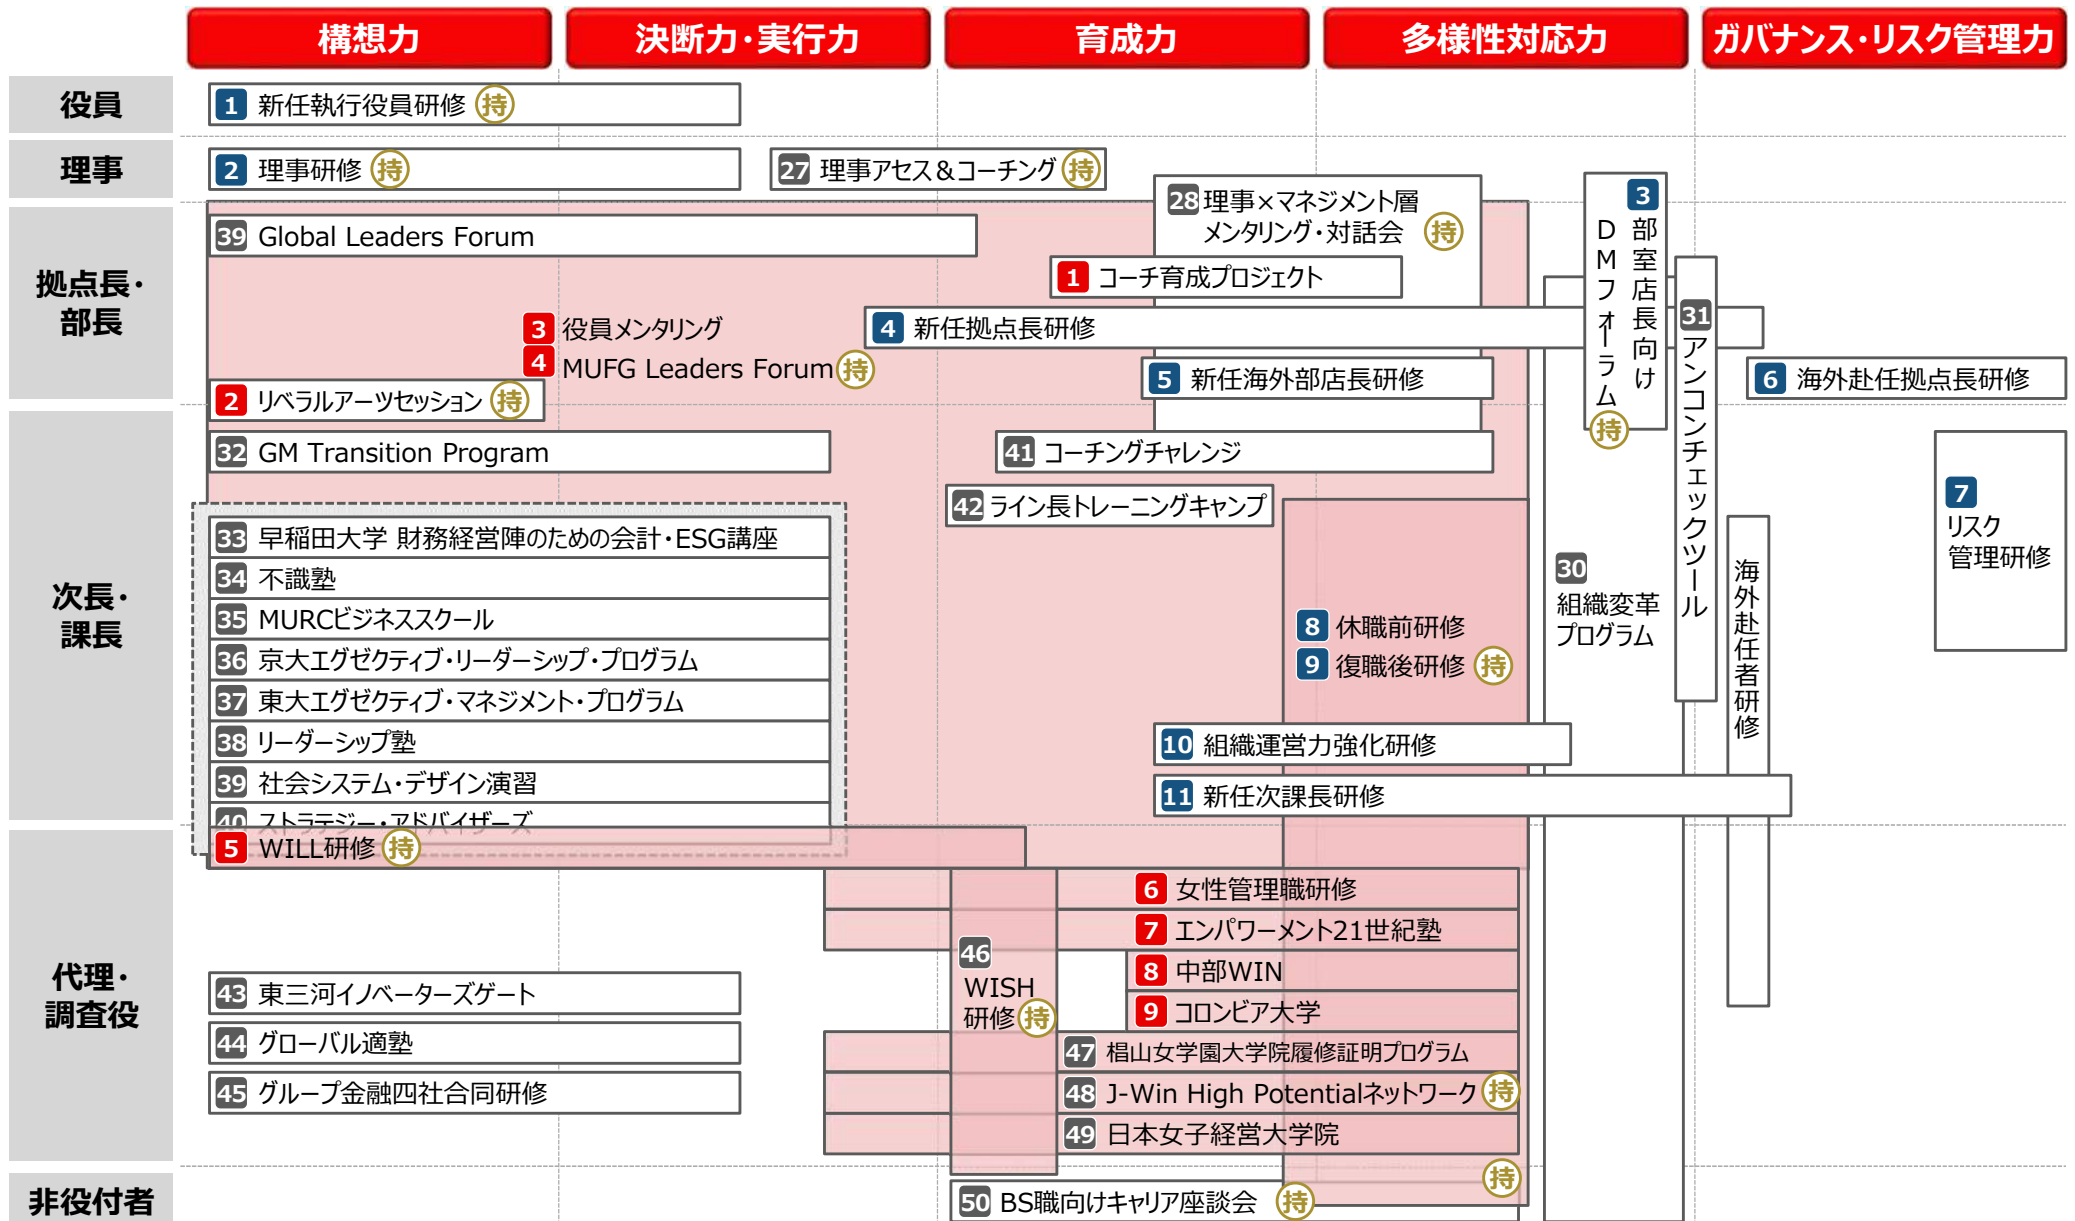 構想力
決断力・実行力
育成力
多様性対応力
ガバナンス・リスク管理力
役員
1 新任執行役員研修 持
理事
2 理事研修 持
27 理事アセス＆コーチング 持
28 理事×マネジメント層
メンタリング・対話会 持
3 部室店長向け
DMフォーラム 持
拠点長・
部長
39 Global Leaders Forum
1 コーチ育成プロジェクト
3 役員メンタリング
4 MUFG Leaders Forum 持
4 新任拠点長研修
31 アンコンチェックツール
5 新任海外部店長研修
6 海外赴任拠点長研修
2 リベラルアーツセッション 持
次長・
課長
32 GM Transition Program
41 コーチングチャレンジ
42 ライン長トレーニングキャンプ
7
リスク
管理研修
33 早稲田大学 財務経営陣のための会計・ESG講座
34 不識塾
35 MURCビジネススクール
36 京大エグゼクティブ・リーダーシップ・プログラム
37 東大エグゼクティブ・マネジメント・プログラム
38 リーダーシップ塾
39 社会システム・デザイン演習
40 ストラテジー・アドバイザーズ
30
組織変革
プログラム
海外赴任者研修
8 休職前研修
9 復職後研修 持
10 組織運営力強化研修
11 新任次課長研修
5 WILL研修 持
代理・
調査役
6 女性管理職研修
7 エンパワーメント21世紀塾
46
WISH
研修 持
8 中部WIN
9 コロンビア大学
43 東三河イノベーターズゲート
44 グローバル適塾
45 グループ金融四社合同研修
47 椙山女学園大学院履修証明プログラム
48 J-Win High Potentialネットワーク 持
49 日本女子経営大学院
持
非役付者
50 BS職向けキャリア座談会 持